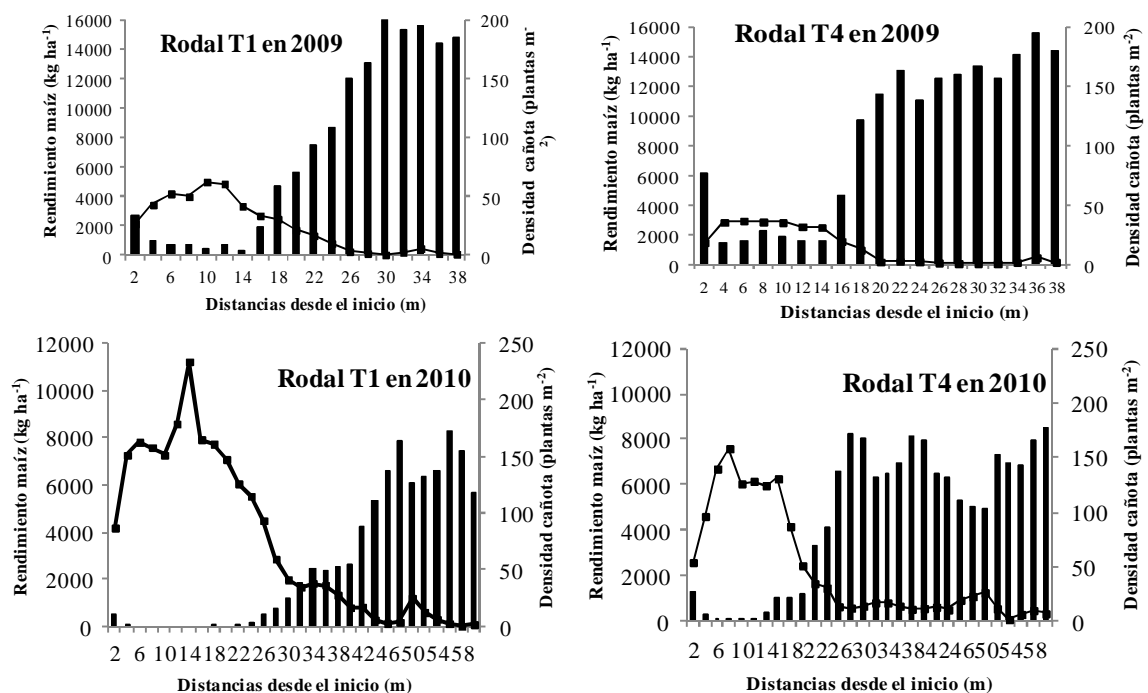 Rodal T1 en 2009
Rendimiento maíz (kg ha⁻¹)
16000
14000
12000
10000
8000
6000
4000
2000
0
200
150
100
50
0
Densidad cañota (plantas m⁻²)
2 6 10 14 18 22 26 30 34 38
Distancias desde el inicio (m)
Rodal T4 en 2009
Rendimiento maíz (kg ha⁻¹)
16000
14000
12000
10000
8000
6000
4000
2000
0
200
150
100
50
0
Densidad cañota (plantas m⁻²)
2 4 6 8 10 12 14 16 18 20 22 24 26 28 30 32 34 36 38
Distancias desde el inicio (m)
Rodal T1 en 2010
Rendimiento maíz (kg ha⁻¹)
12000
10000
8000
6000
4000
2000
0
250
200
150
100
50
0
Densidad cañota (plantas m⁻²)
2 6 10 14 18 22 26 30 34 38 42 46 50 54 58
Distancias desde el inicio (m)
Rodal T4 en 2010
Rendimiento maíz (kg ha⁻¹)
12000
10000
8000
6000
4000
2000
0
250
200
150
100
50
0
Densidad cañota (plantas m⁻²)
2 6 10 14 18 22 26 30 34 38 42 46 50 54 58
Distancias desde el inicio (m)